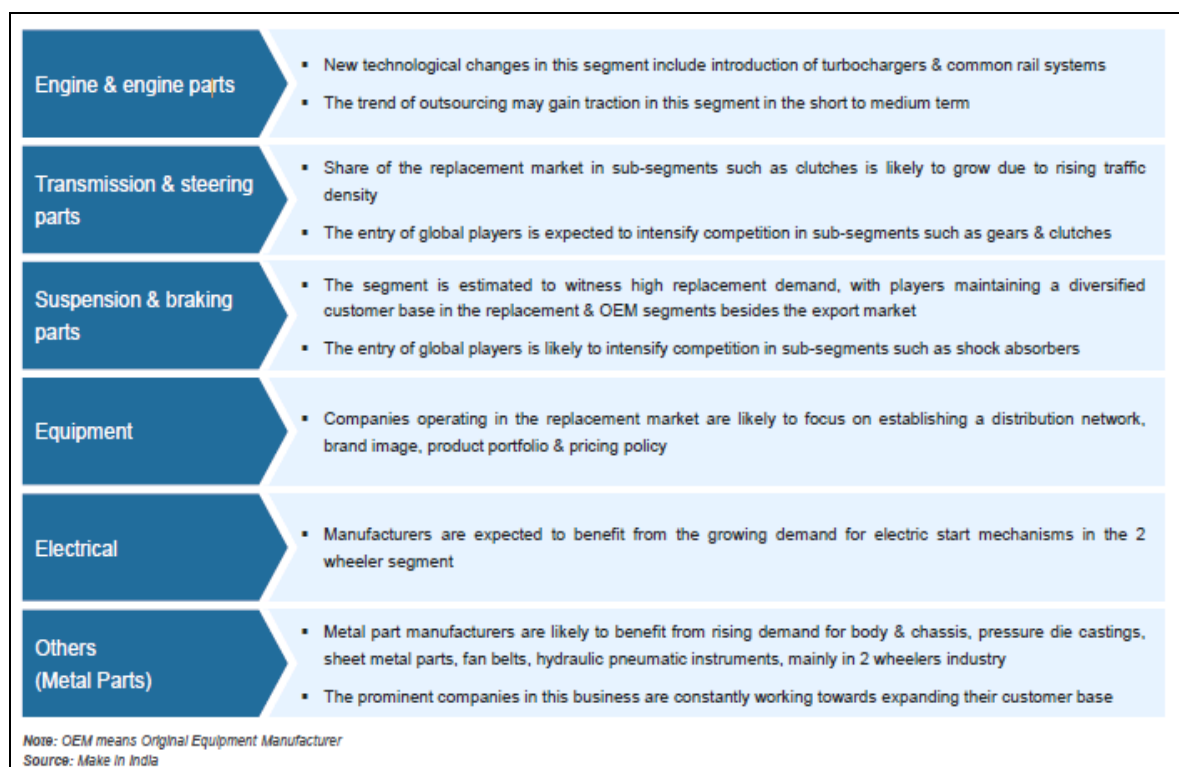 Engine & engine parts
▪ New technological changes in this segment include introduction of turbochargers & common rail systems
▪ The trend of outsourcing may gain traction in this segment in the short to medium term
Transmission & steering
parts
▪ Share of the replacement market in sub-segments such as clutches is likely to grow due to rising traffic
density
▪ The entry of global players is expected to intensify competition in sub-segments such as gears & clutches
Suspension & braking
parts
▪ The segment is estimated to witness high replacement demand, with players maintaining a diversified
customer base in the replacement & OEM segments besides the export market
▪ The entry of global players is likely to intensify competition in sub-segments such as shock absorbers
Equipment
▪ Companies operating in the replacement market are likely to focus on establishing a distribution network,
brand image, product portfolio & pricing policy
Electrical
▪ Manufacturers are expected to benefit from the growing demand for electric start mechanisms in the 2
wheeler segment
Others
(Metal Parts)
▪ Metal part manufacturers are likely to benefit from rising demand for body & chassis, pressure die castings,
sheet metal parts, fan belts, hydraulic pneumatic instruments, mainly in 2 wheelers industry
▪ The prominent companies in this business are constantly working towards expanding their customer base
Note: OEM means Original Equipment Manufacturer
Source: Make in India